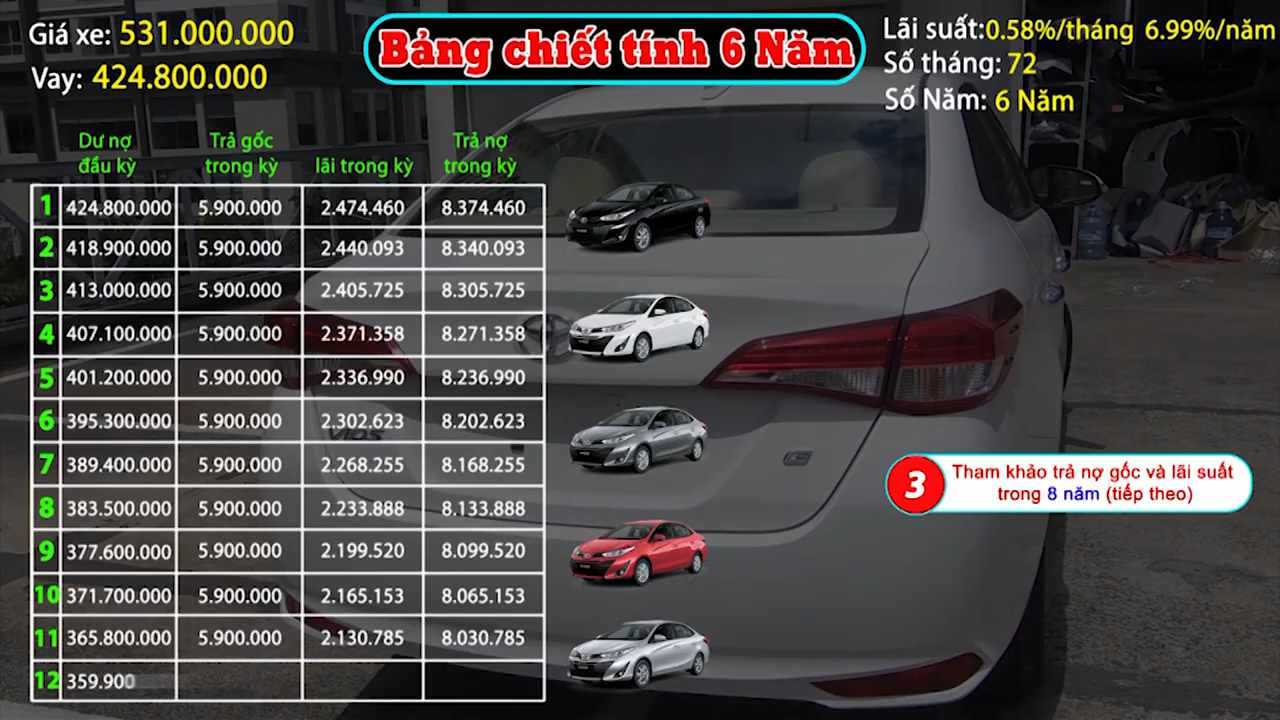 Giá xe: 531.000.000
Vay: 424.800.000
Bảng chiết tính 6 Năm
Lãi suất:0.58%/tháng 6.99%/năm
Số tháng: 72
Số Năm: 6 Năm
Dư nợ đầu kỳ Trả gốc trong kỳ lãi trong kỳ Trả nợ trong kỳ
1 424.800.000 5.900.000 2.474.460 8.374.460
2 418.900.000 5.900.000 2.440.093 8.340.093
3 413.000.000 5.900.000 2.405.725 8.305.725
4 407.100.000 5.900.000 2.371.358 8.271.358
5 401.200.000 5.900.000 2.336.990 8.236.990
6 395.300.000 5.900.000 2.302.623 8.202.623
7 389.400.000 5.900.000 2.268.255 8.168.255
8 383.500.000 5.900.000 2.233.888 8.133.888
9 377.600.000 5.900.000 2.199.520 8.099.520
10 371.700.000 5.900.000 2.165.153 8.065.153
11 365.800.000 5.900.000 2.130.785 8.030.785
12 359.900
VIOS
G
3 Tham khảo trả nợ gốc và lãi suất
trong 8 năm (tiếp theo)